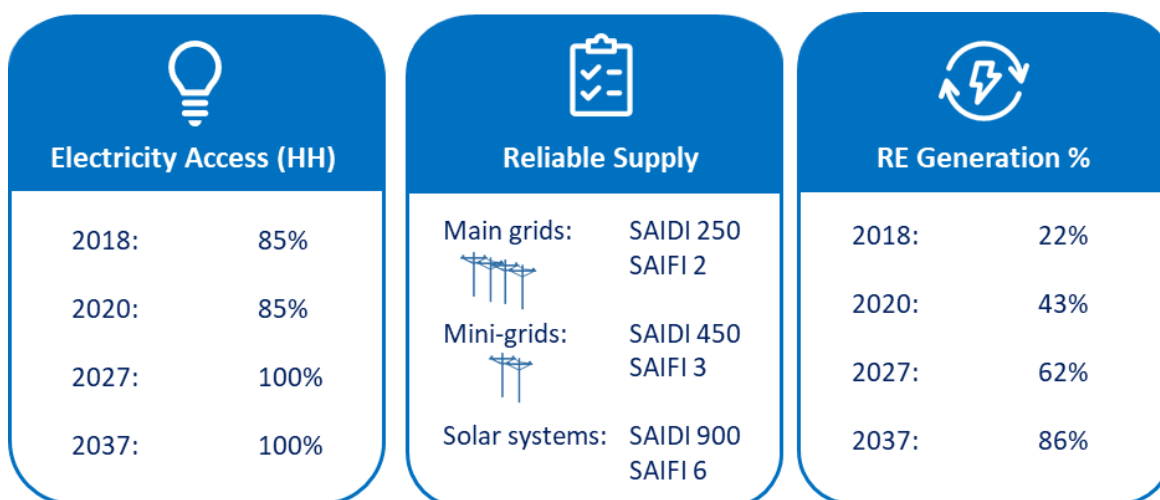 Electricity Access (HH)
2018: 85%
2020: 85%
2027: 100%
2037: 100%
Reliable Supply
Main grids: SAIDI 250
SAIFI 2
Mini-grids: SAIDI 450
SAIFI 3
Solar systems: SAIDI 900
SAIFI 6
RE Generation %
2018: 22%
2020: 43%
2027: 62%
2037: 86%